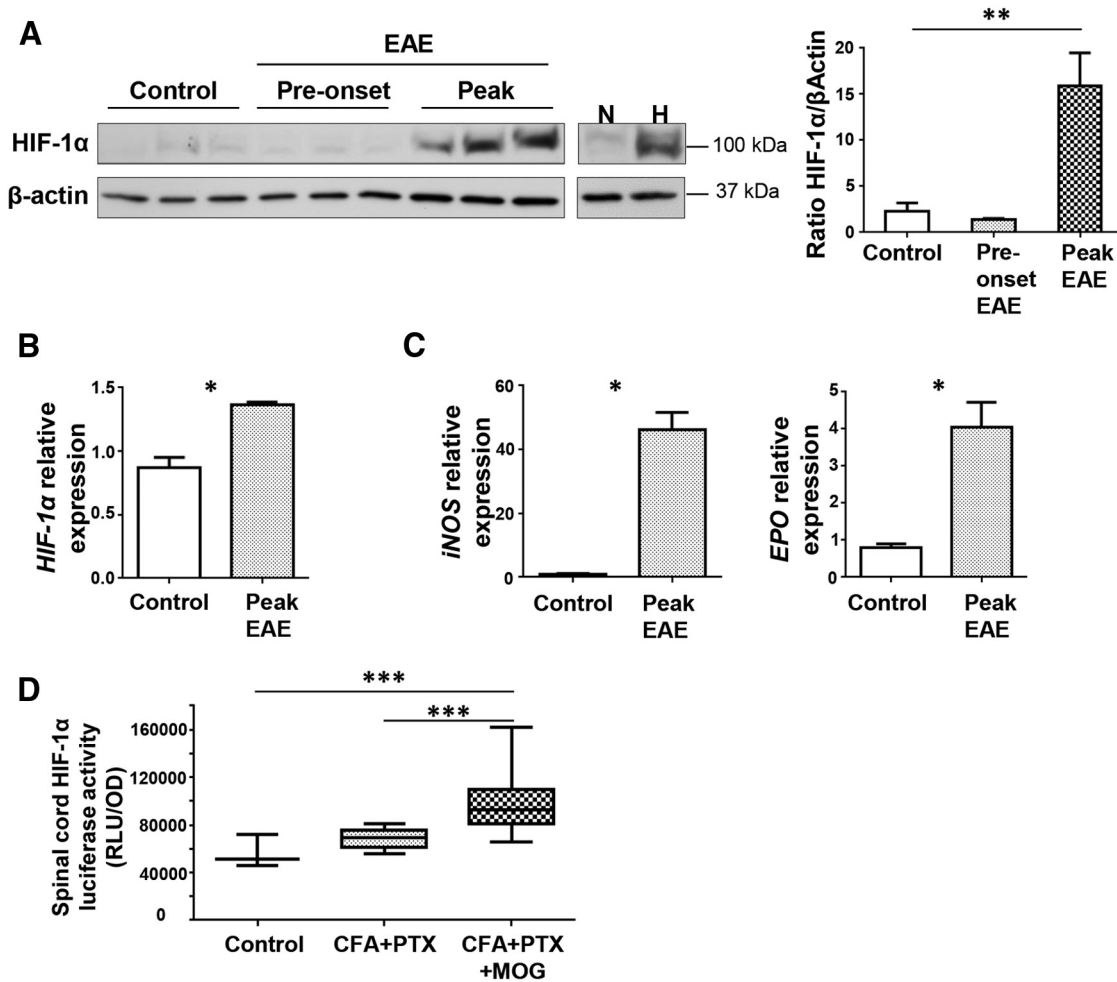 A
EAE
Control
Pre-onset
Peak
N
H
HIF-1α
100 kDa
β-actin
37 kDa
**
Ratio HIF-1α/βActin
20
15
10
5
0
Control
Pre-
onset
EAE
Peak
EAE
B
HIF-1α relative
expression
1.5
1.0
0.5
0.0
*
Control
Peak
EAE
C
iNOS relative
expression
60
40
20
0
*
Control
Peak
EAE
EPO relative
expression
5
4
3
2
1
0
*
Control
Peak
EAE
D
Spinal cord HIF-1α
luciferase activity
(RLU/OD)
160000
120000
80000
40000
0
***
***
Control
CFA+PTX
CFA+PTX
+MOG